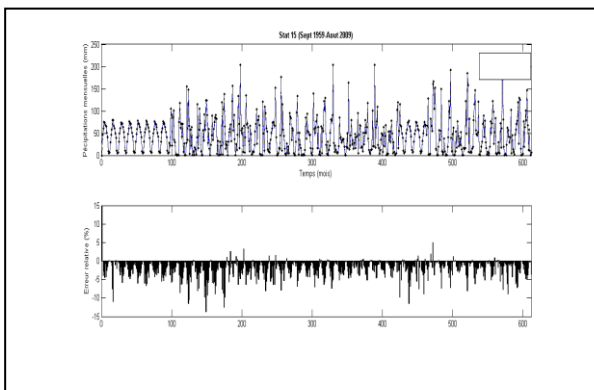 Stat 15 (Sept 1959-Aout 2009)
Pécipitations mensuelles (mm)
250
200
150
100
50
0
0 100 200 300 400 500 600
Temps (mois)
Erreur relative (%)
15
10
5
0
-5
-10
-15
0 100 200 300 400 500 600